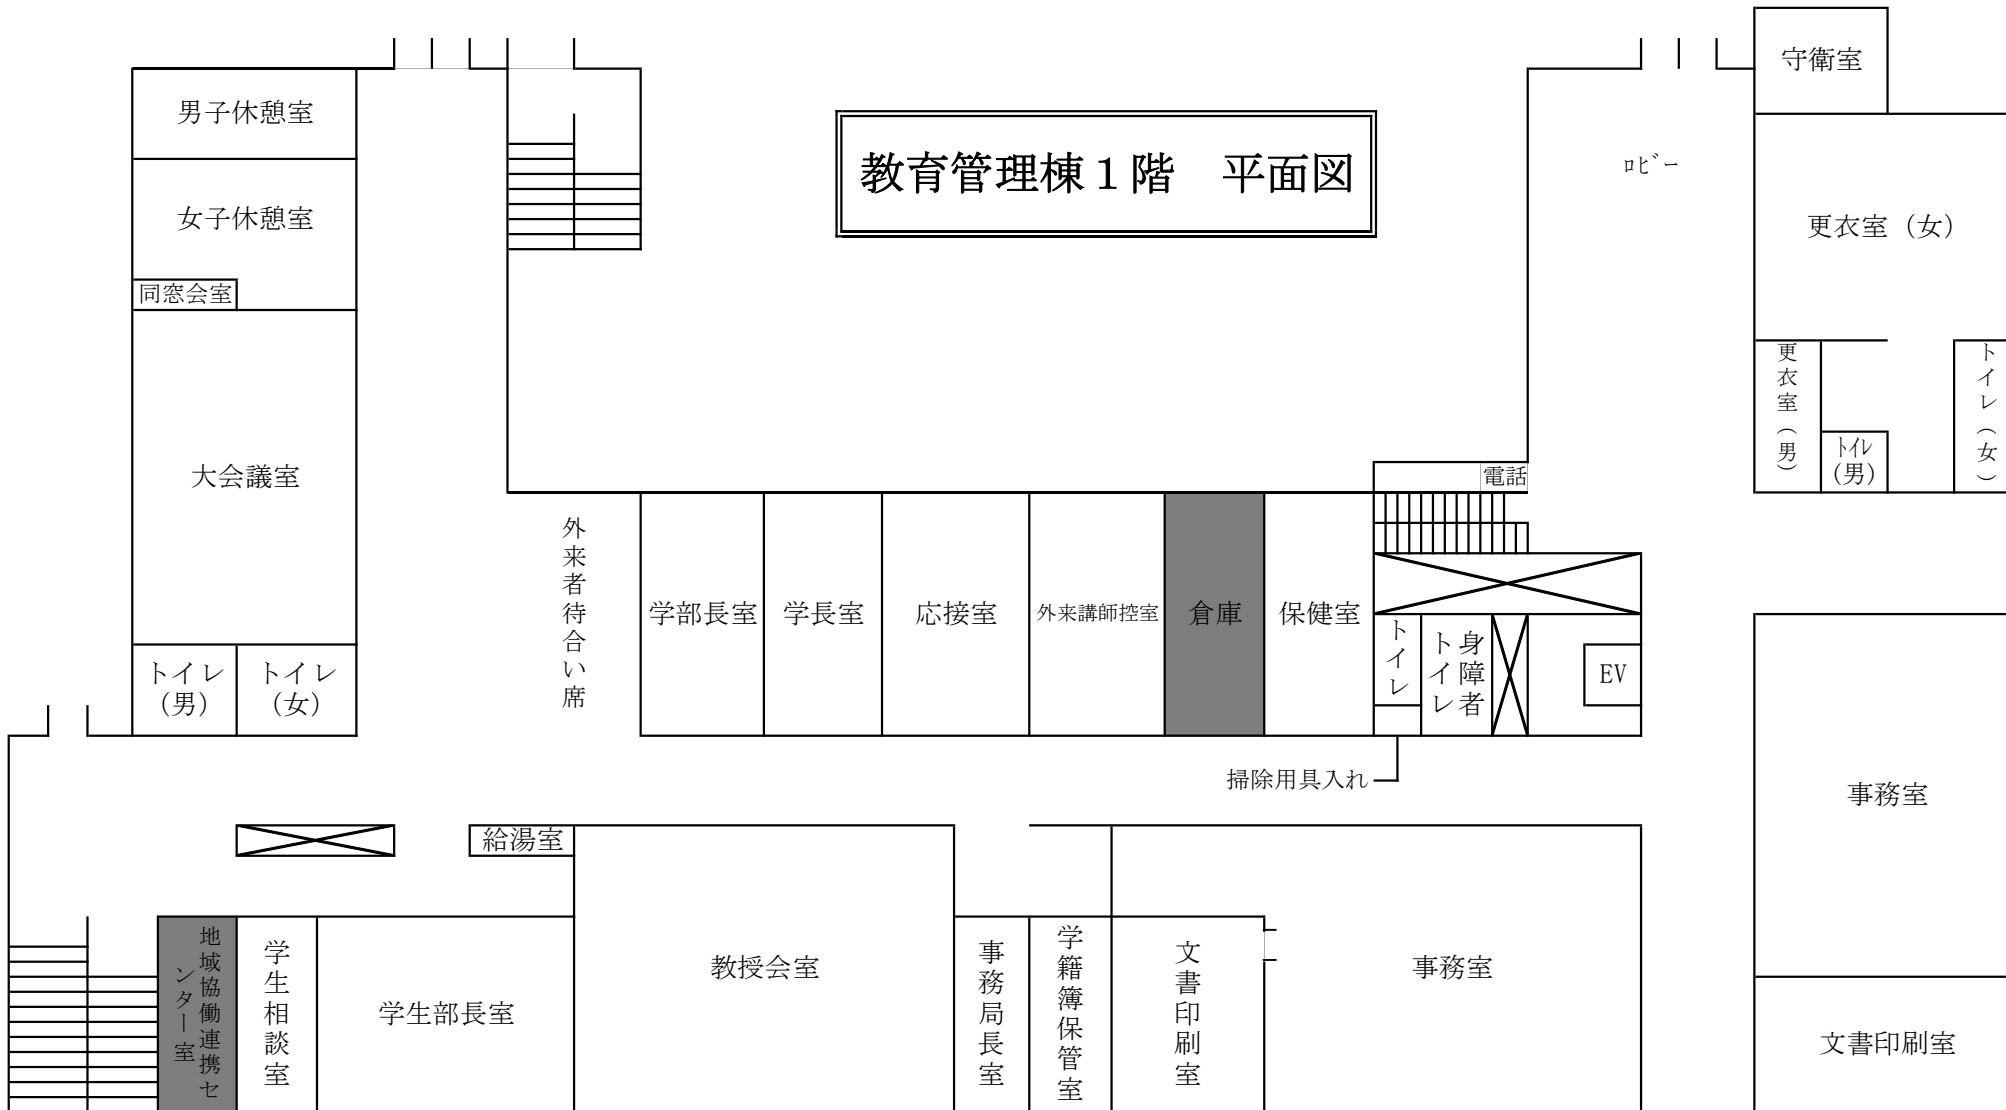 守衛室
男子休憩室
教育管理棟１階　平面図
ﾛﾋﾞｰ
女子休憩室
更衣室（女）
同窓会室
更衣室（男）
トイレ（女）
ﾄｲﾚ
(男)
大会議室
電話
外来者待合い席
学部長室
学長室
応接室
外来講師控室
倉庫
保健室
トイレ
身障者
トイレ
EV
トイレ
（男）
トイレ
（女）
掃除用具入れ
事務室
給湯室
地域協働連携セ
ンター室
学生相談室
学生部長室
教授会室
事務局長室
学籍簿保管室
文書印刷室
事務室
文書印刷室